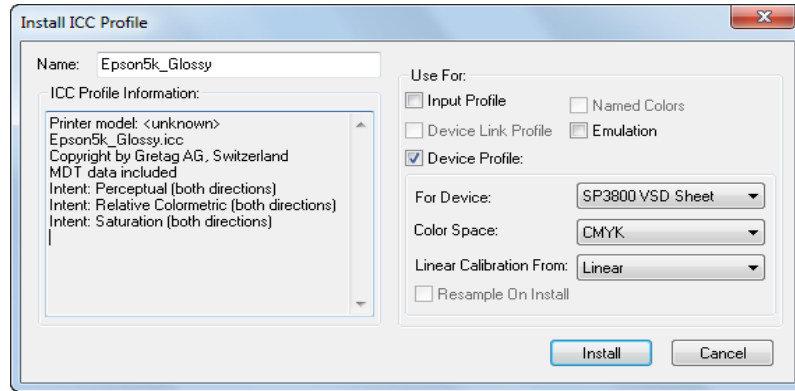 Install ICC Profile
Name: Epson5k_Glossy
ICC Profile Information:
Printer model: <unknown>
Epson5k_Glossy.icc
Copyright by Gretag AG, Switzerland
MDT data included
Intent: Perceptual (both directions)
Intent: Relative Colormetric (both directions)
Intent: Saturation (both directions)
Use For:
Input Profile
Named Colors
Device Link Profile
Emulation
Device Profile:
For Device: SP3800 VSD Sheet
Color Space: CMYK
Linear Calibration From: Linear
Resample On Install
Install
Cancel